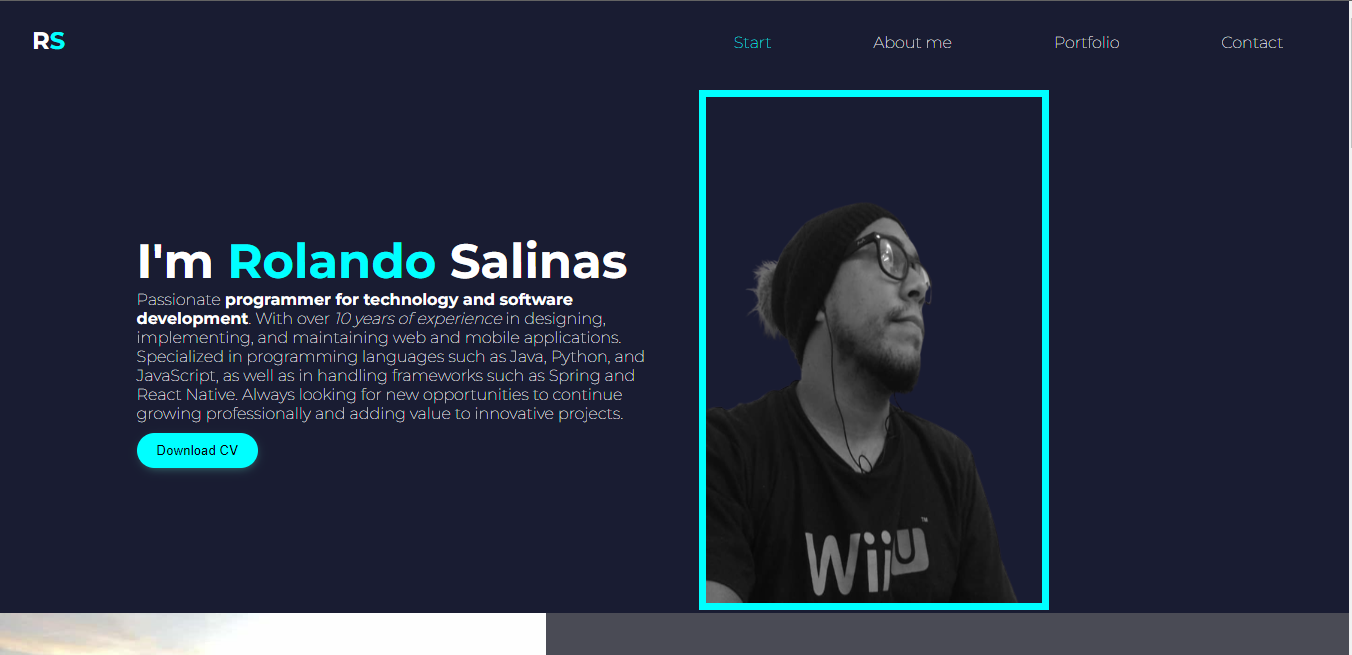 RS
Start About me Portfolio Contact
I'm Rolando Salinas
Passionate programmer for technology and software
development. With over 10 years of experience in designing,
implementing, and maintaining web and mobile applications.
Specialized in programming languages such as Java, Python, and
JavaScript, as well as in handling frameworks such as Spring and
React Native. Always looking for new opportunities to continue
growing professionally and adding value to innovative projects.
Download CV
WiiU™